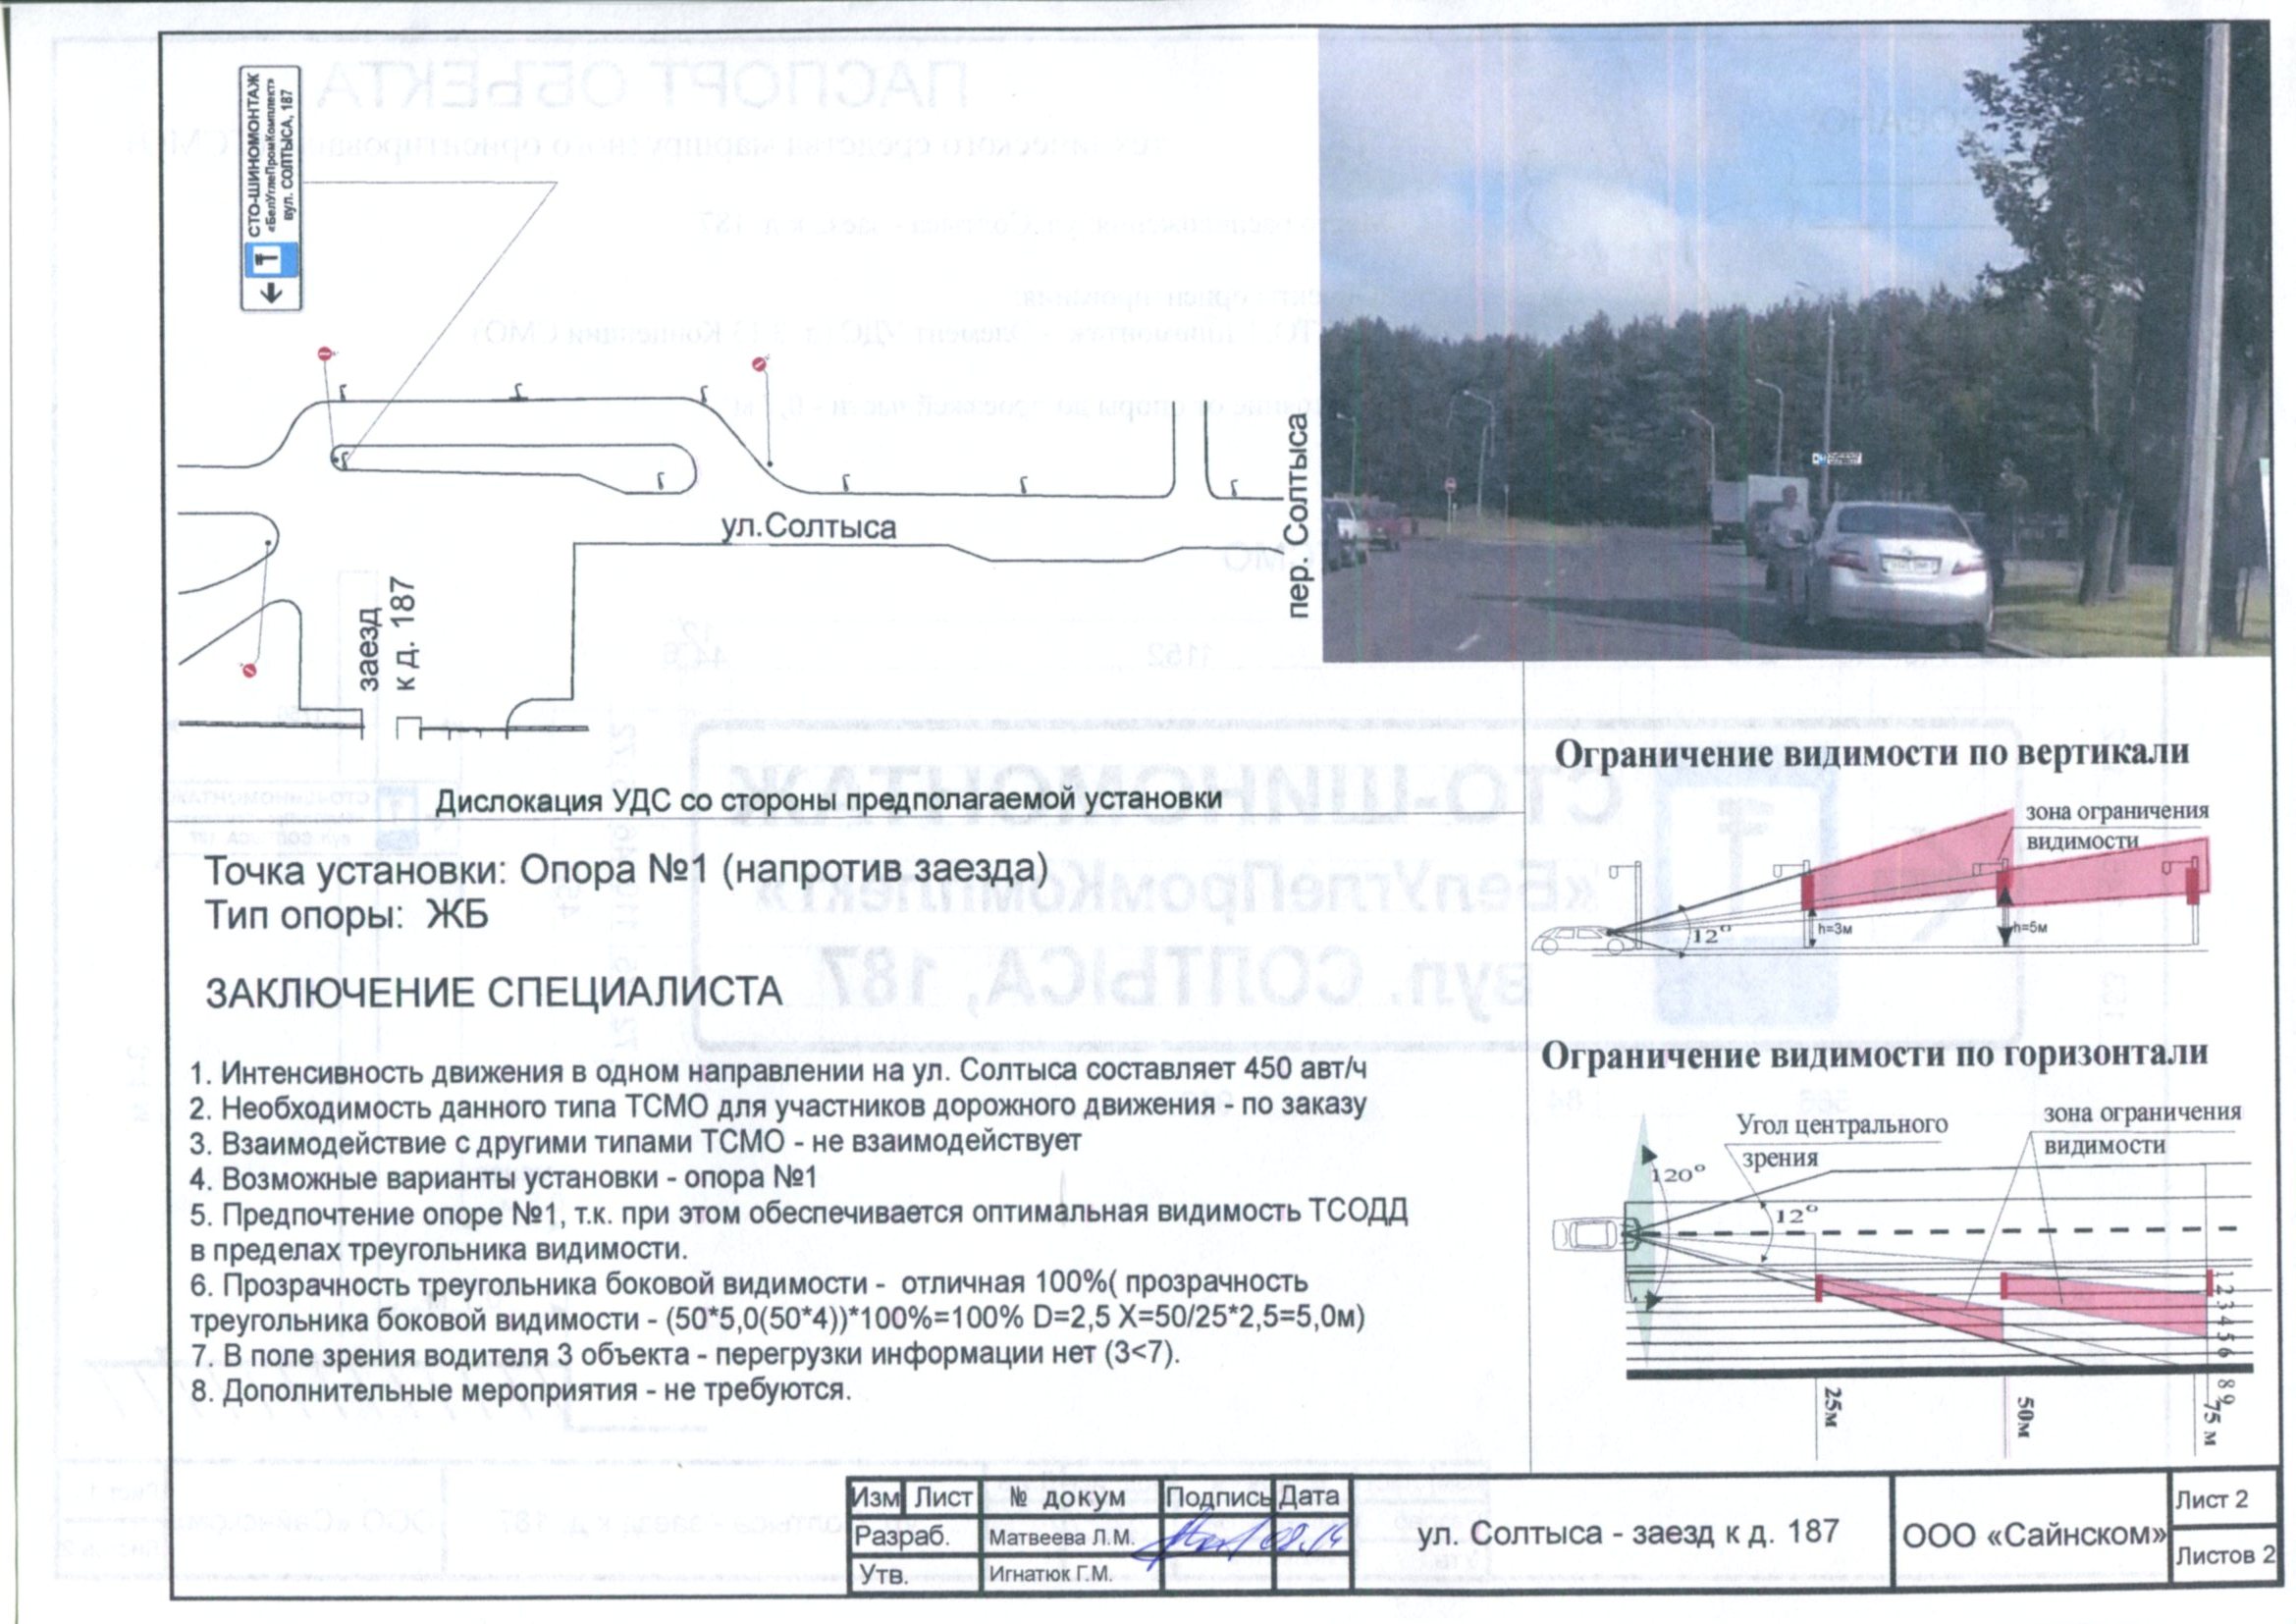 СТО-ШИНОМОНТАЖ
«БелУглеПромКомплект»
вул. СОЛТЫСА, 187
ул.Солтыса
пер. Солтыса
заезд
к д. 187
Дислокация УДС со стороны предполагаемой установки
Точка установки: Опора №1 (напротив заезда)
Тип опоры: ЖБ
ЗАКЛЮЧЕНИЕ СПЕЦИАЛИСТА
1. Интенсивность движения в одном направлении на ул. Солтыса составляет 450 авт/ч
2. Необходимость данного типа ТСМО для участников дорожного движения - по заказу
3. Взаимодействие с другими типами ТСМО - не взаимодействует
4. Возможные варианты установки - опора №1
5. Предпочтение опоре №1, т.к. при этом обеспечивается оптимальная видимость ТСОДД
в пределах треугольника видимости.
6. Прозрачность треугольника боковой видимости - отличная 100%( прозрачность
треугольника боковой видимости - (50*5,0(50*4))*100%=100% D=2,5 X=50/25*2,5=5,0м)
7. В поле зрения водителя 3 объекта - перегрузки информации нет (3<7).
8. Дополнительные мероприятия - не требуются.
Ограничение видимости по вертикали
зона ограничения
видимости
12°
h=3м
h=5м
Ограничение видимости по горизонтали
Угол центрального
зрения
зона ограничения
видимости
120°
12°
1 2 3 4 5 6 8 9
25м
50м
75 м
Изм Лист № докум Подпись Дата
Разраб. Матвеева Л.М. 08.14
Утв. Игнатюк Г.М.
ул. Солтыса - заезд к д. 187
ООО «Сайнском»
Лист 2
Листов 2